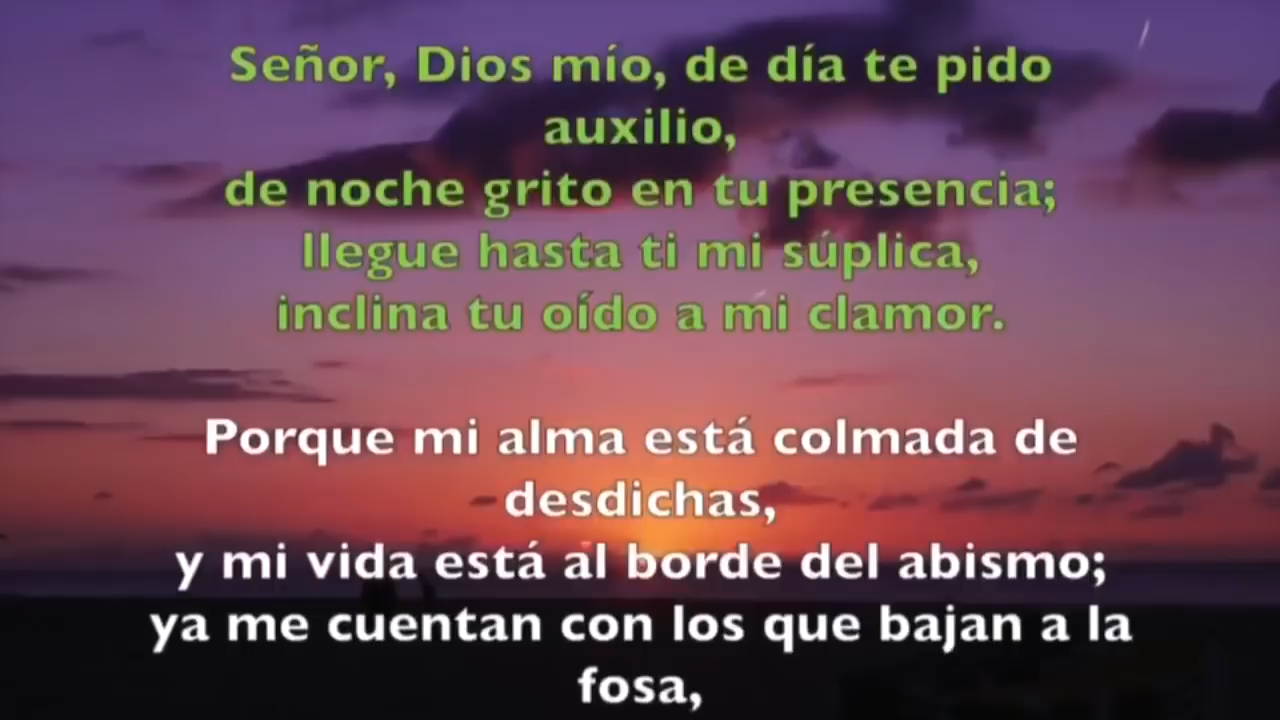 Señor, Dios mío, de día te pido
auxilio,
de noche grito en tu presencia;
llegue hasta ti mi súplica,
inclina tu oído a mi clamor.
Porque mi alma está colmada de
desdichas,
y mi vida está al borde del abismo;
ya me cuentan con los que bajan a la
fosa,